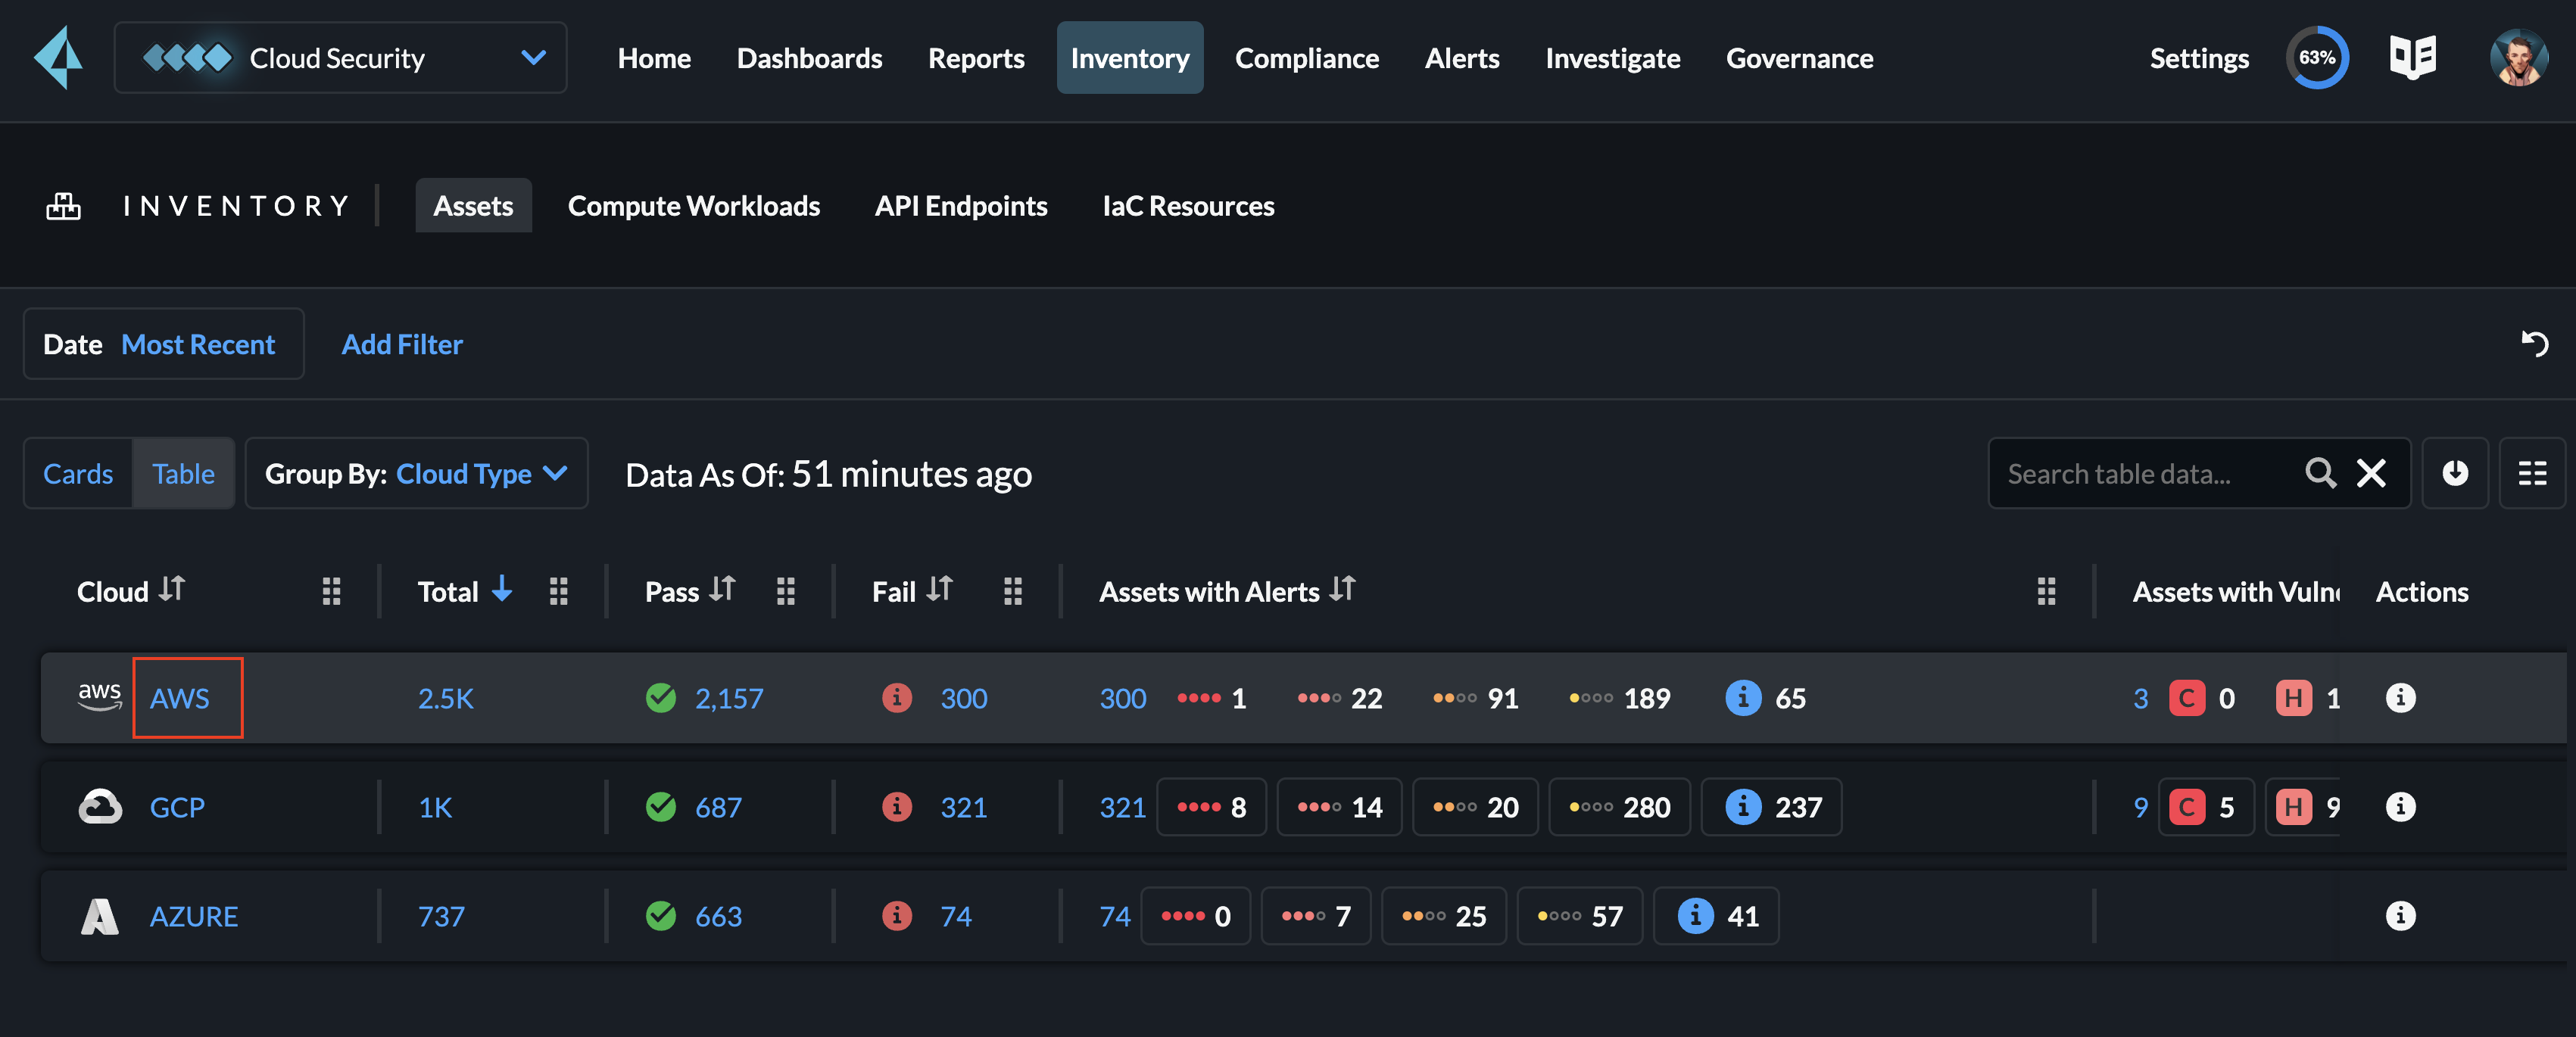 Cloud Security Home Dashboards Reports Inventory Compliance Alerts Investigate Governance Settings 63%
INVENTORY Assets Compute Workloads API Endpoints IaC Resources
Date Most Recent Add Filter
Cards Table Group By: Cloud Type Data As Of: 51 minutes ago Search table data...
Cloud Total Pass Fail Assets with Alerts Assets with Actions
aws AWS 2.5K 2,157 300 300 1 22 91 189 65 3 C 0 H 1
GCP 1K 687 321 321 8 14 20 280 237 9 C 5 H 9
AZURE 737 663 74 74 0 7 25 57 41